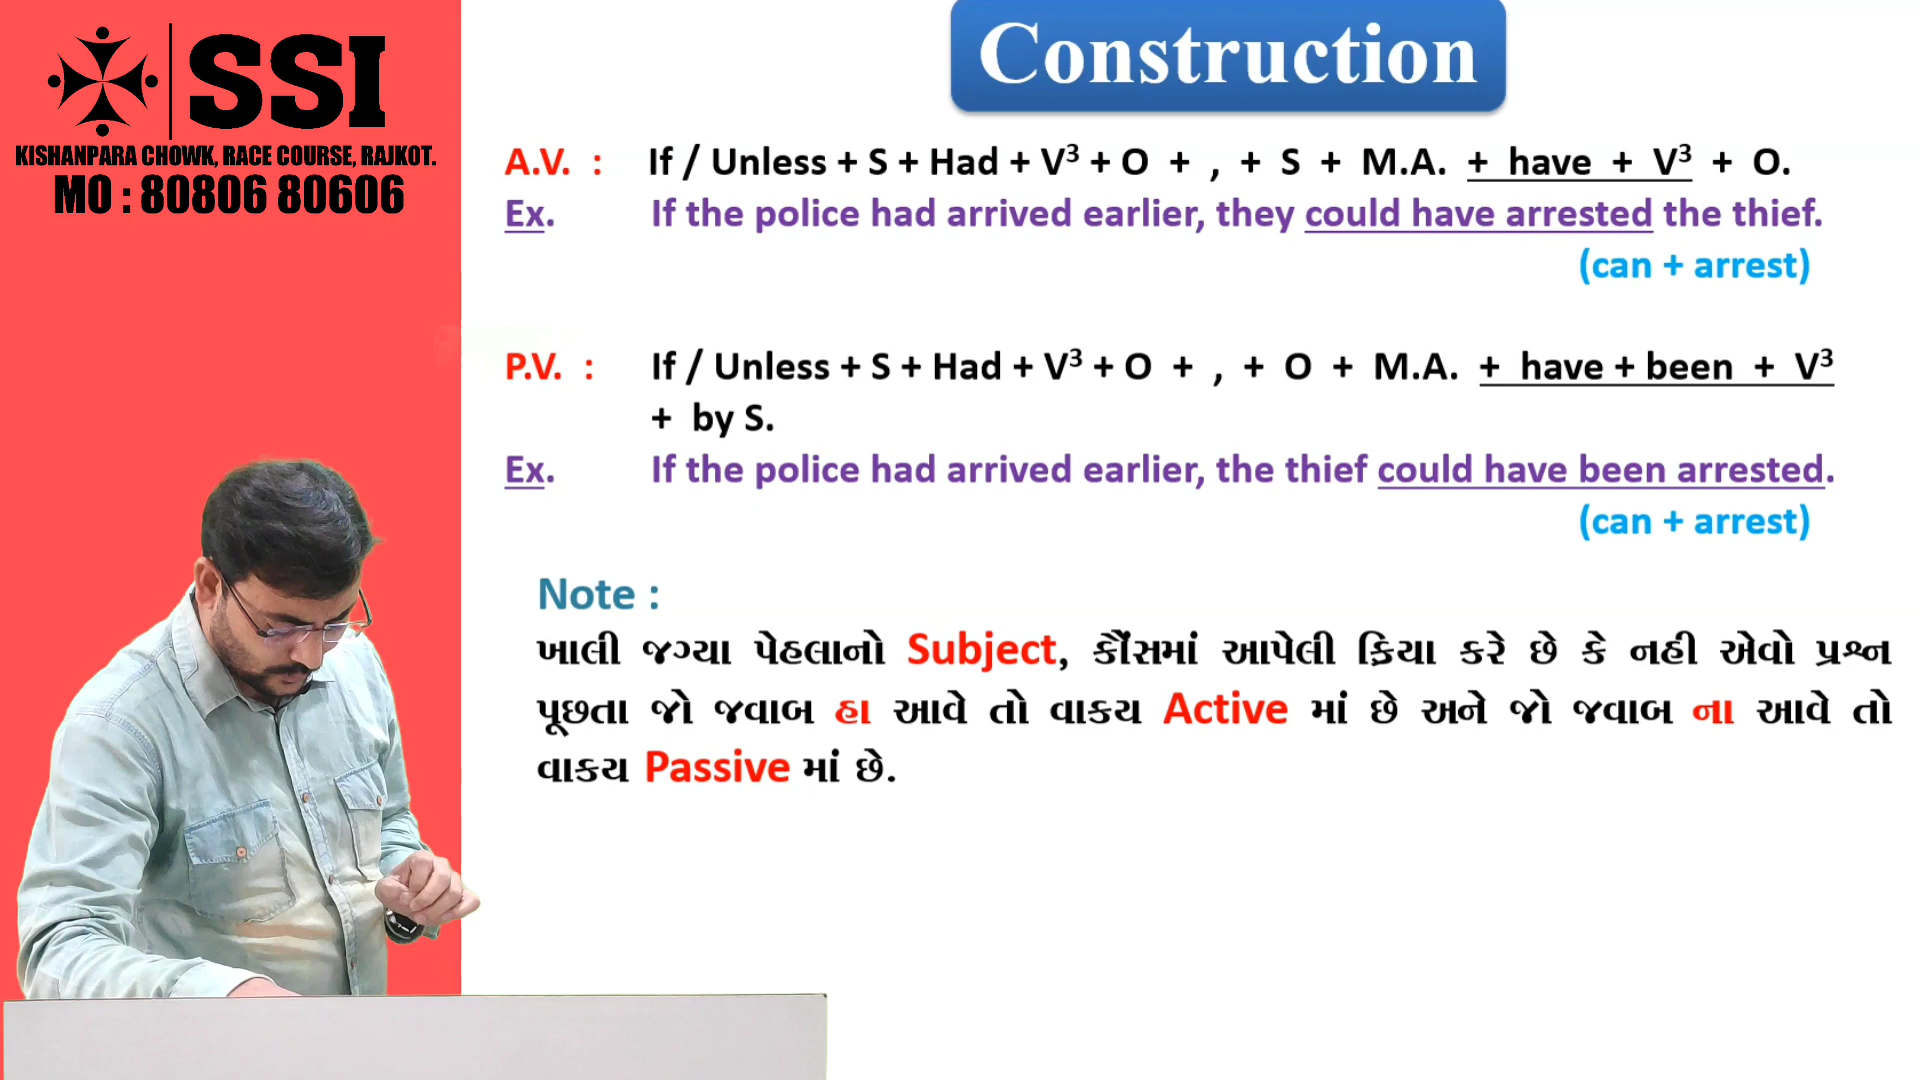 SSI
KISHANPARA CHOWK, RACE COURSE, RAJKOT.
MO : 80806 80606
Construction
A.V. : If / Unless + S + Had + V³ + O + , + S + M.A. + have + V³ + O.
Ex. If the police had arrived earlier, they could have arrested the thief.
(can + arrest)
P.V. : If / Unless + S + Had + V³ + O + , + O + M.A. + have + been + V³
+ by S.
Ex. If the police had arrived earlier, the thief could have been arrested.
(can + arrest)
Note :
ખાલી જગ્યા પેહલાનો Subject, કૌંસમાં આપેલી ક્રિયા કરે છે કે નહી એવો પ્રશ્ન
પૂછતા જો જવાબ હા આવે તો વાકય Active માં છે અને જો જવાબ ના આવે તો
વાકય Passive માં છે.